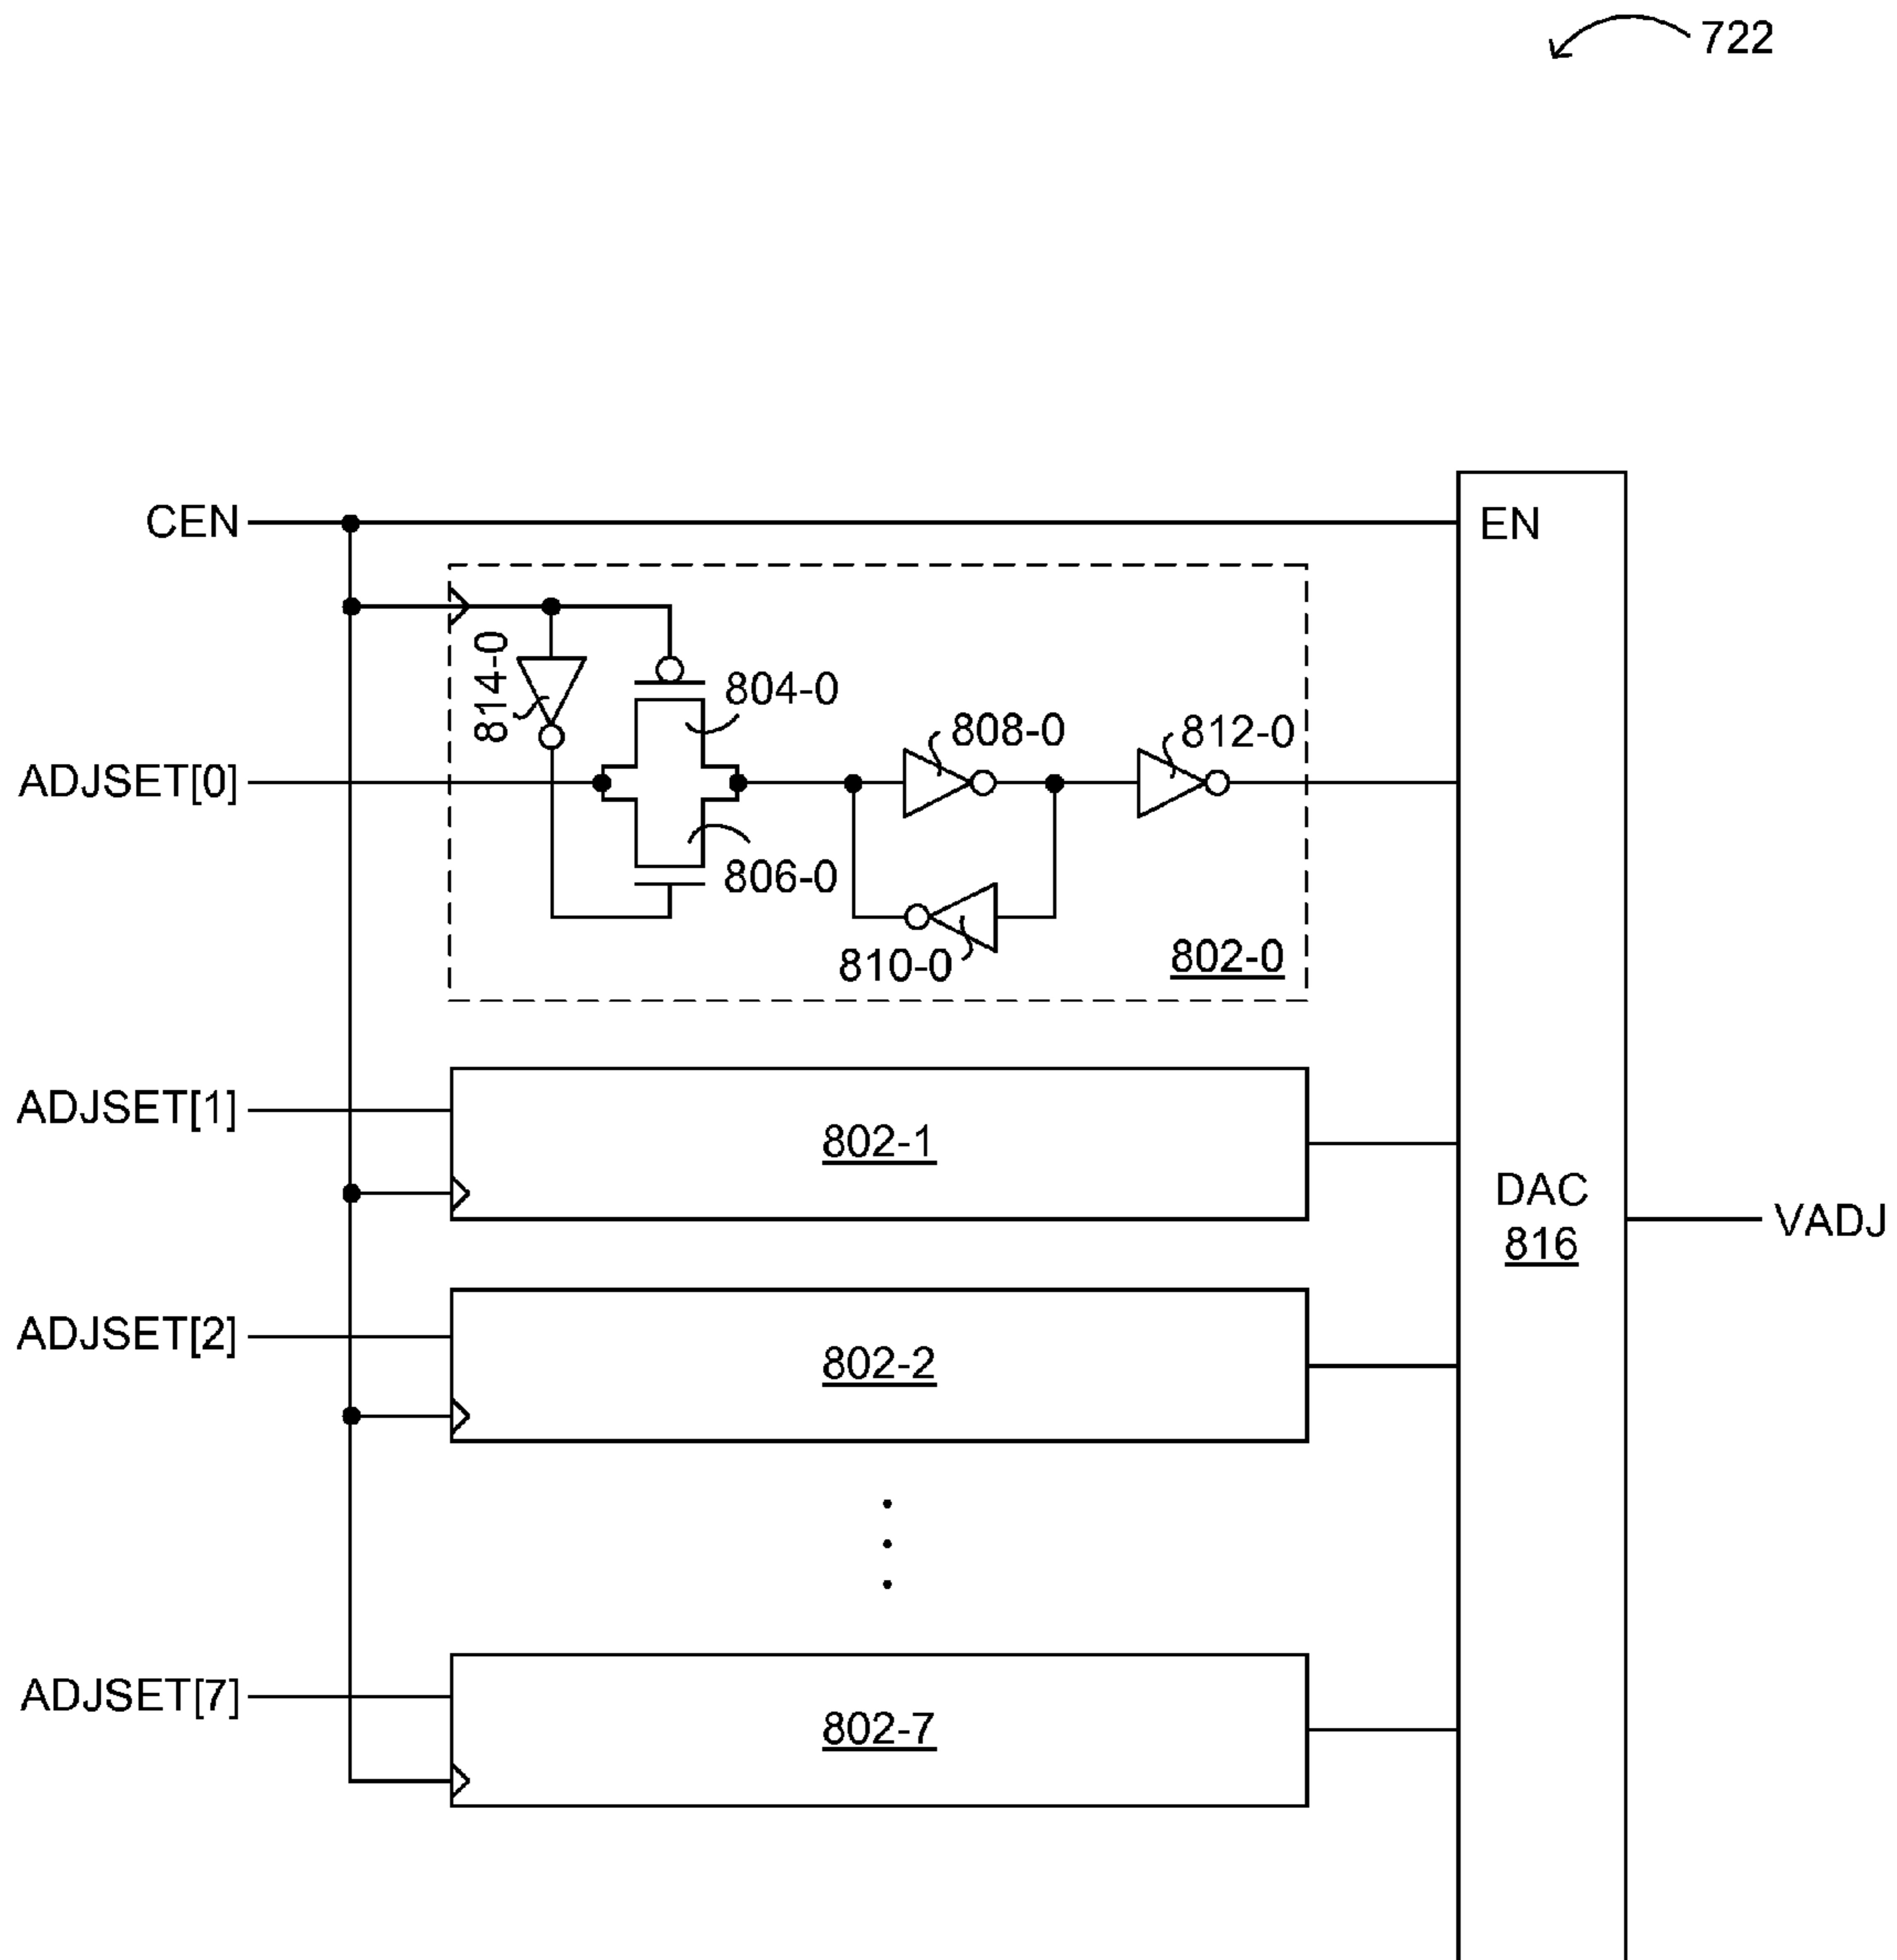 722
CEN
EN
814-0
804-0
808-0
812-0
ADJSET[0]
806-0
810-0
802-0
ADJSET[1]
802-1
DAC
816
VADJ
ADJSET[2]
802-2
ADJSET[7]
802-7